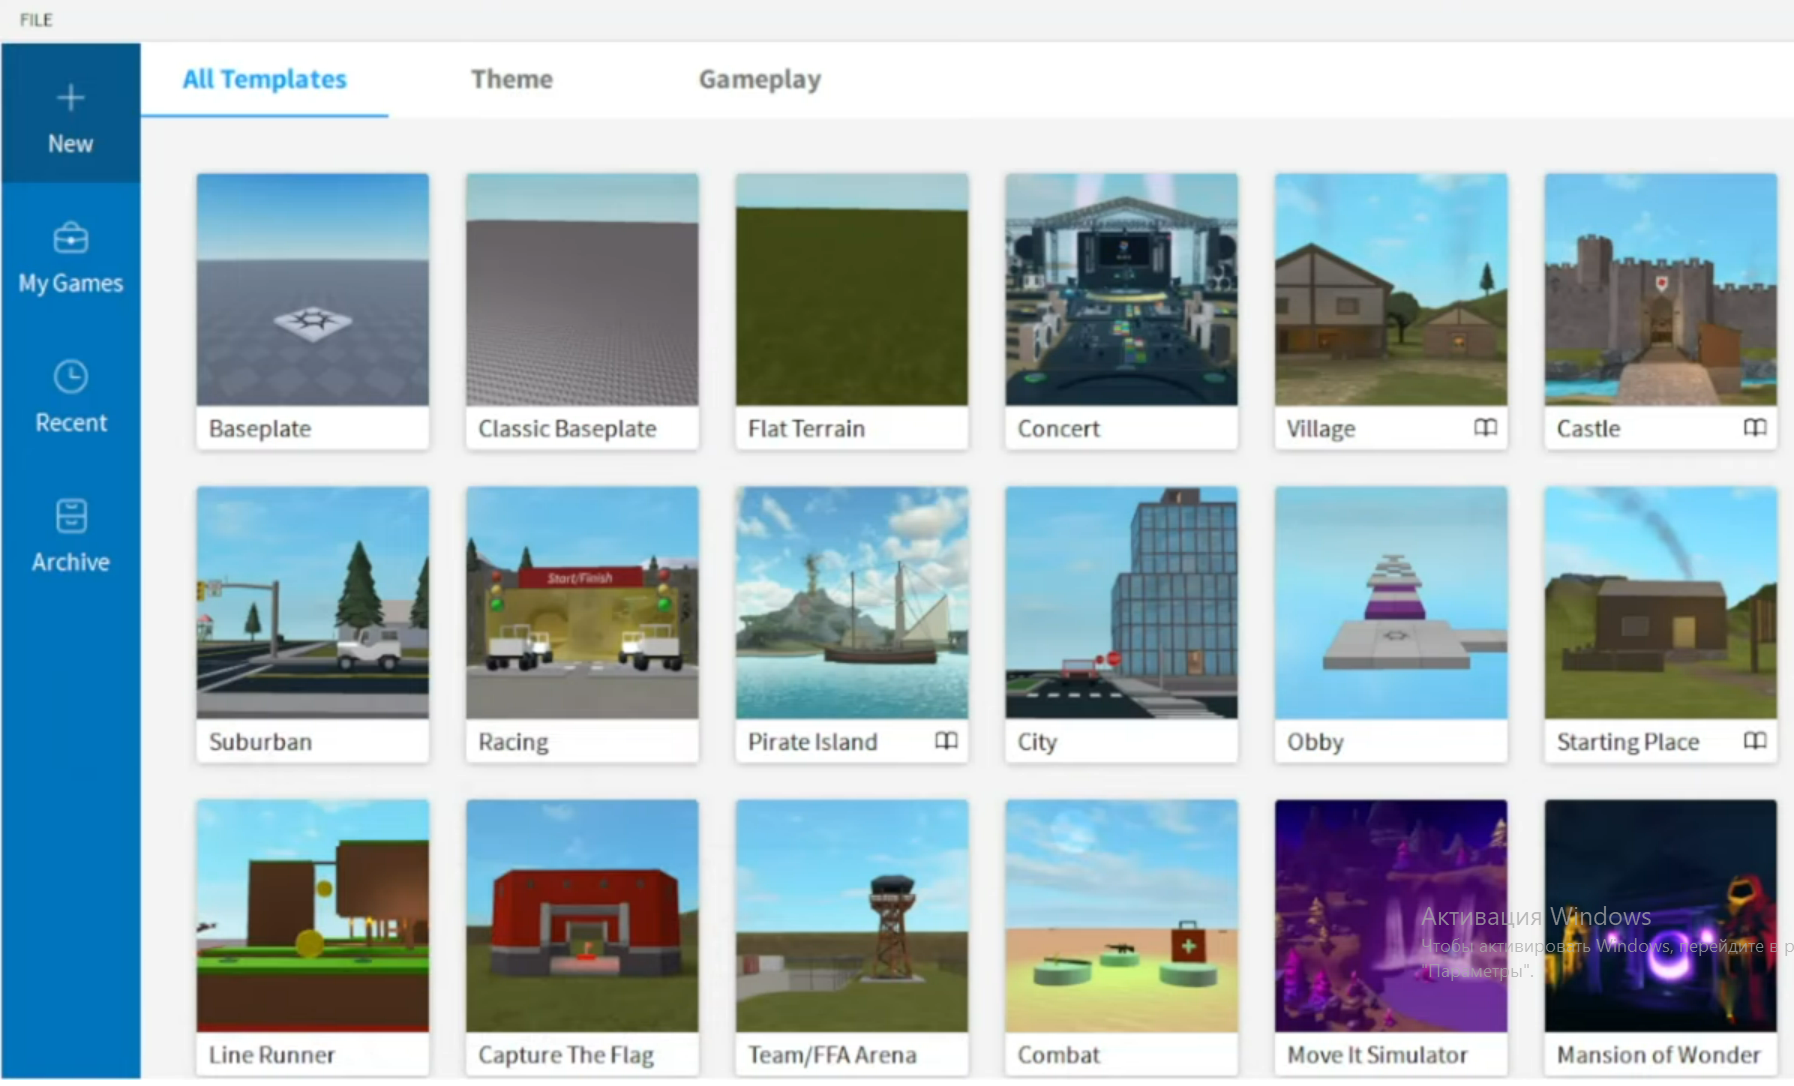 FILE
New
My Games
Recent
Archive
All Templates
Theme
Gameplay
Baseplate
Classic Baseplate
Flat Terrain
Concert
Village
Castle
Start/Finish
Suburban
Racing
Pirate Island
City
Obby
Starting Place
Line Runner
Capture The Flag
Team/FFA Arena
Combat
Move It Simulator
Mansion of Wonder
Активация Windows
Чтобы активировать Windows, перейдите в р
"Параметры".